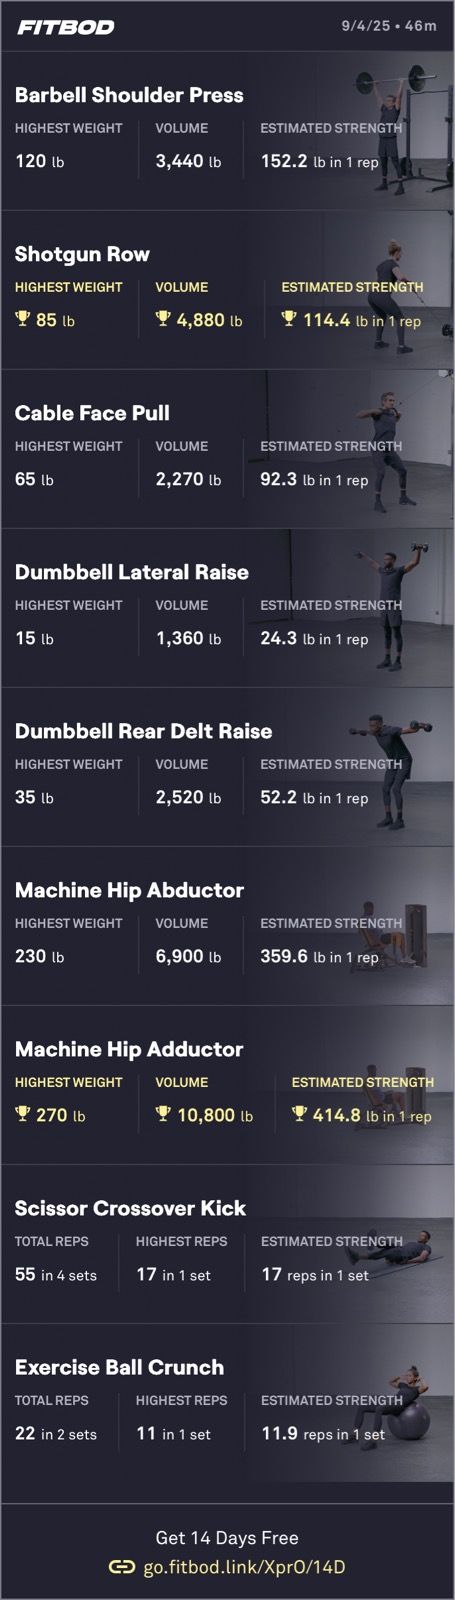 FITBOD
9/4/25 • 46m
Barbell Shoulder Press
HIGHEST WEIGHT VOLUME ESTIMATED STRENGTH
120 lb 3,440 lb 152.2 lb in 1 rep
Shotgun Row
HIGHEST WEIGHT VOLUME ESTIMATED STRENGTH
85 lb 4,880 lb 114.4 lb in 1 rep
Cable Face Pull
HIGHEST WEIGHT VOLUME ESTIMATED STRENGTH
65 lb 2,270 lb 92.3 lb in 1 rep
Dumbbell Lateral Raise
HIGHEST WEIGHT VOLUME ESTIMATED STRENGTH
15 lb 1,360 lb 24.3 lb in 1 rep
Dumbbell Rear Delt Raise
HIGHEST WEIGHT VOLUME ESTIMATED STRENGTH
35 lb 2,520 lb 52.2 lb in 1 rep
Machine Hip Abductor
HIGHEST WEIGHT VOLUME ESTIMATED STRENGTH
230 lb 6,900 lb 359.6 lb in 1 rep
Machine Hip Adductor
HIGHEST WEIGHT VOLUME ESTIMATED STRENGTH
270 lb 10,800 lb 414.8 lb in 1 rep
Scissor Crossover Kick
TOTAL REPS HIGHEST REPS ESTIMATED STRENGTH
55 in 4 sets 17 in 1 set 17 reps in 1 set
Exercise Ball Crunch
TOTAL REPS HIGHEST REPS ESTIMATED STRENGTH
22 in 2 sets 11 in 1 set 11.9 reps in 1 set
Get 14 Days Free
go.fitbod.link/XprO/14D